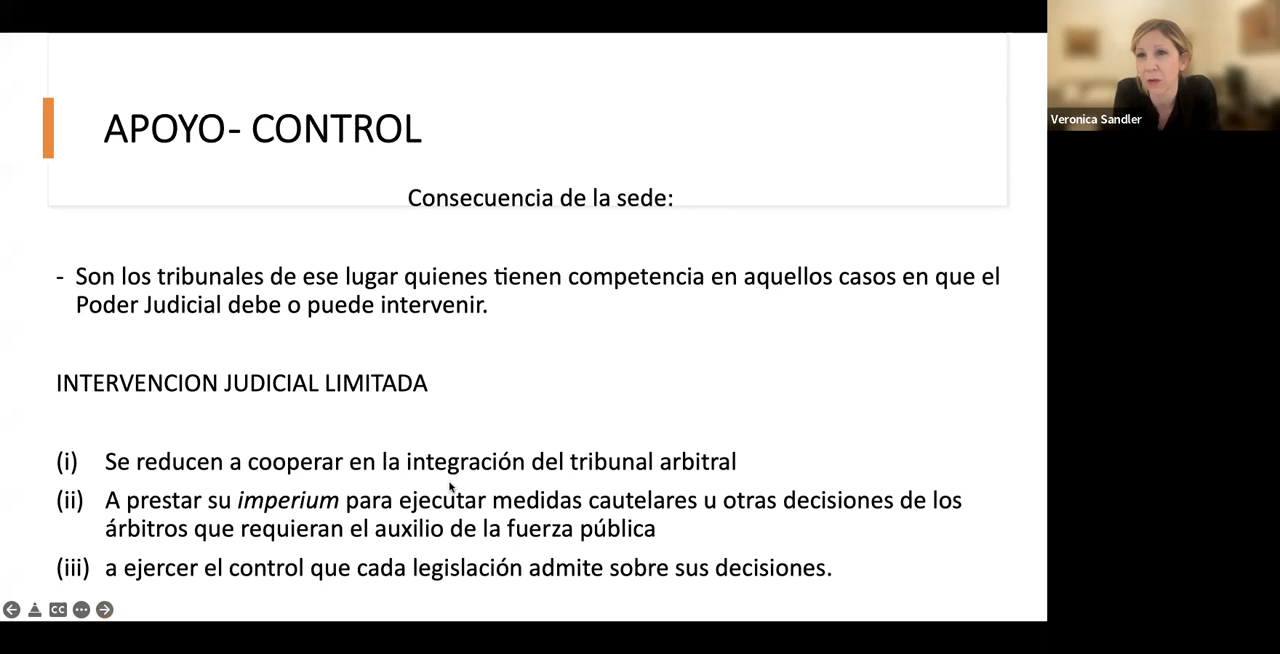 APOYO- CONTROL
Consecuencia de la sede:
- Son los tribunales de ese lugar quienes tienen competencia en aquellos casos en que el
Poder Judicial debe o puede intervenir.
INTERVENCION JUDICIAL LIMITADA
(i) Se reducen a cooperar en la integración del tribunal arbitral
(ii) A prestar su imperium para ejecutar medidas cautelares u otras decisiones de los
árbitros que requieran el auxilio de la fuerza pública
(iii) a ejercer el control que cada legislación admite sobre sus decisiones.
CC
Veronica Sandler